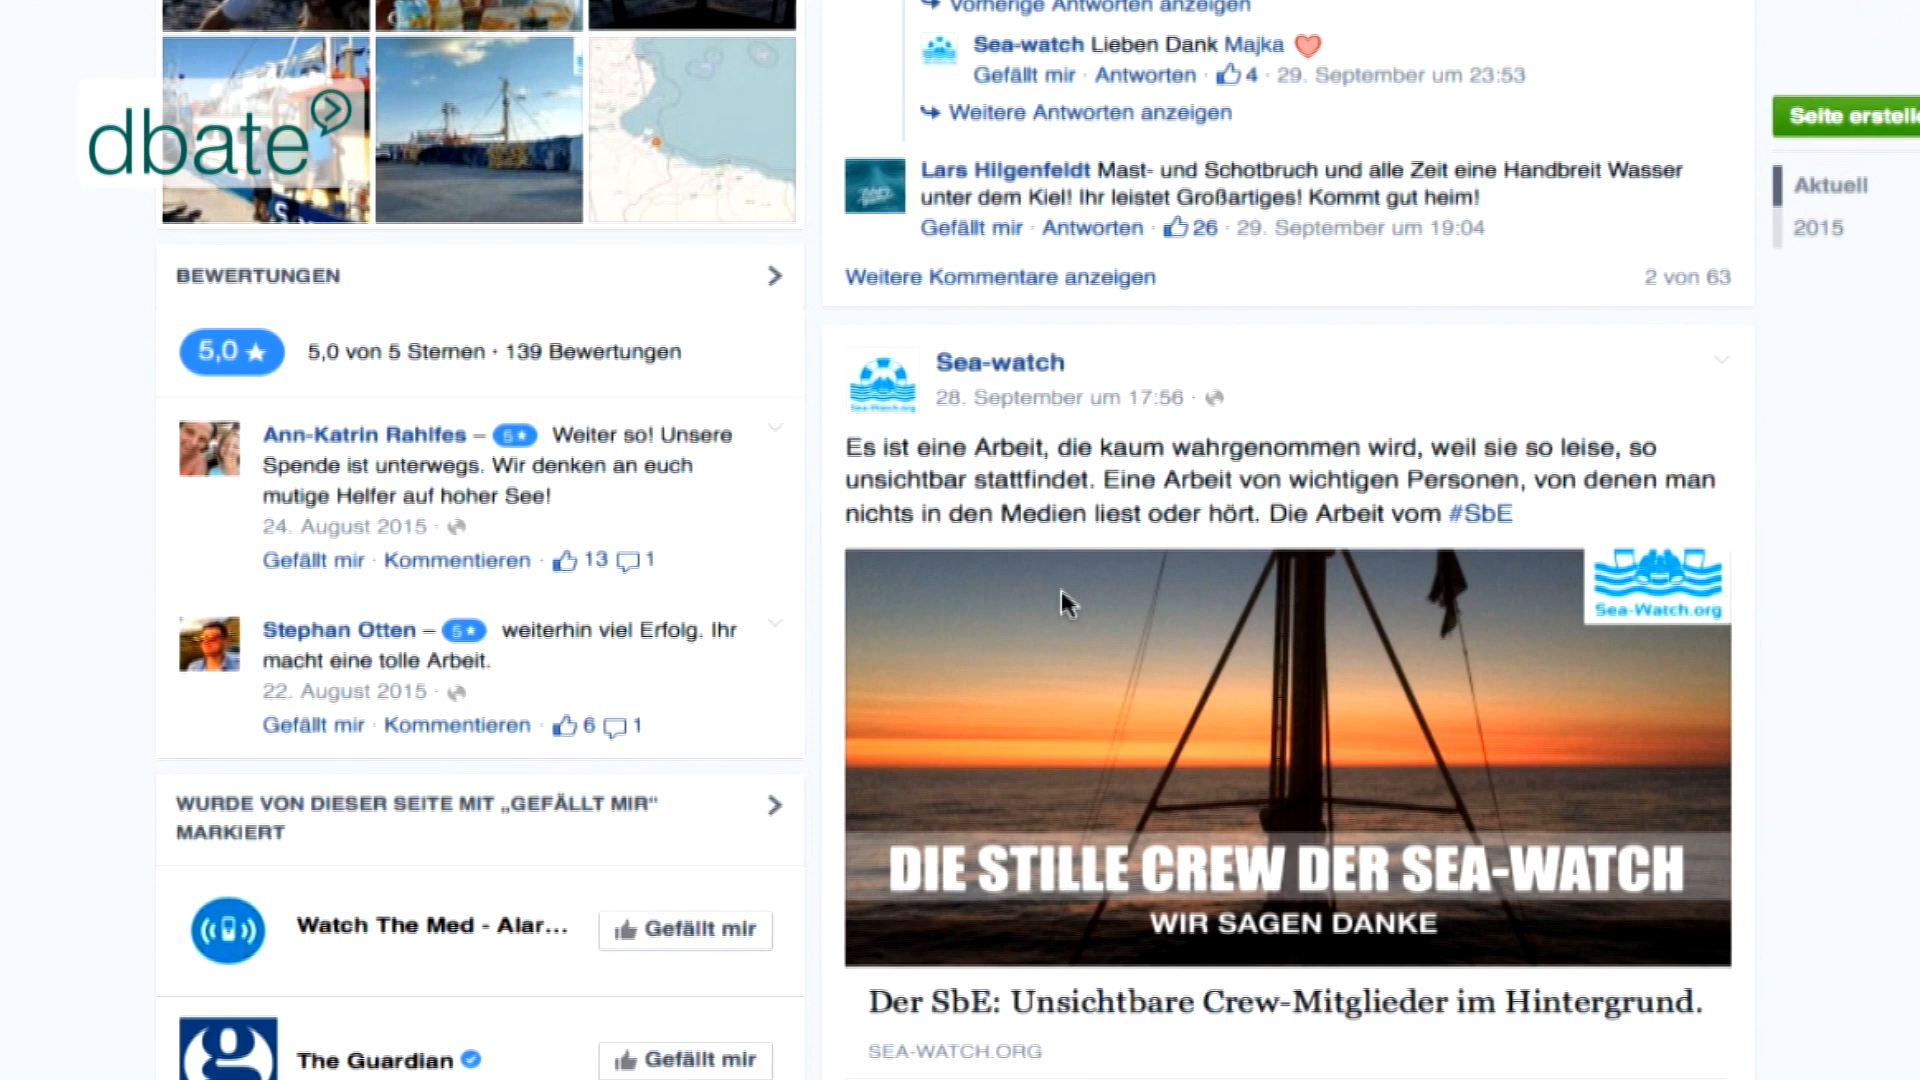 dbate
BEWERTUNGEN
5,0 ★
5,0 von 5 Sternen · 139 Bewertungen
Ann-Katrin Rahlfes – 5★ Weiter so! Unsere
Spende ist unterwegs. Wir denken an euch
mutige Helfer auf hoher See!
24. August 2015 ·
Gefällt mir · Kommentieren · 13 1
Stephan Otten – 5★ weiterhin viel Erfolg. Ihr
macht eine tolle Arbeit.
22. August 2015 ·
Gefällt mir · Kommentieren · 6 1
WURDE VON DIESER SEITE MIT „GEFÄLLT MIR“
MARKIERT
Watch The Med - Alar...
Gefällt mir
The Guardian
Gefällt mir
Vorherige Antworten anzeigen
Sea-watch Lieben Dank Majka
Gefällt mir · Antworten · 4 · 29. September um 23:53
Weitere Antworten anzeigen
Lars Hilgenfeldt Mast- und Schotbruch und alle Zeit eine Handbreit Wasser
unter dem Kiel! Ihr leistet Großartiges! Kommt gut heim!
Gefällt mir · Antworten · 26 · 29. September um 19:04
Weitere Kommentare anzeigen
2 von 63
Sea-watch
28. September um 17:56 ·
Sea-Watch.org
Es ist eine Arbeit, die kaum wahrgenommen wird, weil sie so leise, so
unsichtbar stattfindet. Eine Arbeit von wichtigen Personen, von denen man
nichts in den Medien liest oder hört. Die Arbeit vom #SbE
Sea-Watch.org
DIE STILLE CREW DER SEA-WATCH
WIR SAGEN DANKE
Der SbE: Unsichtbare Crew-Mitglieder im Hintergrund.
SEA-WATCH.ORG
Seite erstelle
Aktuell
2015